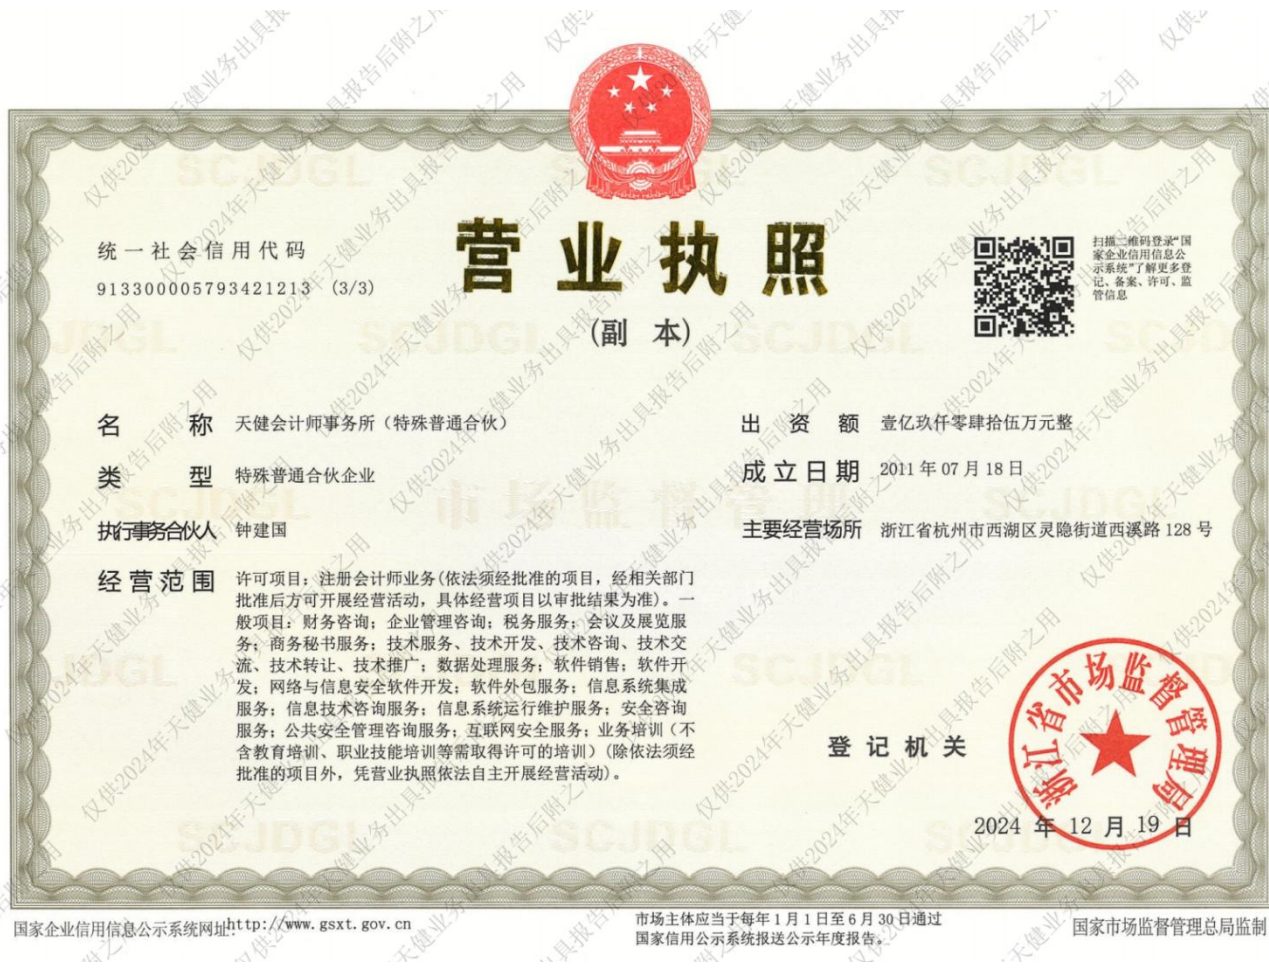 营业执照
(副 本)
统一社会信用代码
913300005793421213 (3/3)
扫描二维码登录“国
家企业信用信息公
示系统”了解更多登
记、备案、许可、监
管信息
名 称 天健会计师事务所（特殊普通合伙）
类 型 特殊普通合伙企业
执行事务合伙人 钟建国
经营范围 许可项目：注册会计师业务(依法须经批准的项目，经相关部门
批准后方可开展经营活动，具体经营项目以审批结果为准)。一
般项目：财务咨询；企业管理咨询；税务服务；会议及展览服
务；商务秘书服务；技术服务、技术开发、技术咨询、技术交
流、技术转让、技术推广；数据处理服务；软件销售；软件开
发；网络与信息安全软件开发；软件外包服务；信息系统集成
服务；信息技术咨询服务；信息系统运行维护服务；安全咨询
服务；公共安全管理咨询服务；互联网安全服务；业务培训（不
含教育培训、职业技能培训等需取得许可的培训）(除依法须经
批准的项目外，凭营业执照依法自主开展经营活动)。
出 资 额 壹亿玖仟零肆拾伍万元整
成立日期 2011 年 07 月 18 日
主要经营场所 浙江省杭州市西湖区灵隐街道西溪路 128 号
登记机关
浙江省市场监督管理局
2024 年 12 月 19 日
国家企业信用信息公示系统网址：http://www.gsxt.gov.cn
市场主体应当于每年 1 月 1 日至 6 月 30 日通过
国家信用公示系统报送公示年度报告。
国家市场监督管理总局监制
仅供2024年天健业务出具报告后附之用
SCJDGL
市场监督管理